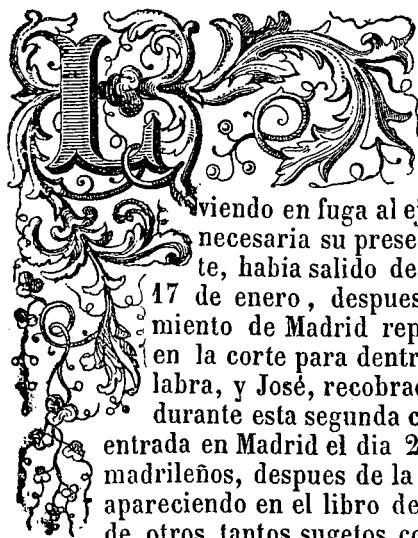 L
viendo en fuga al ej
necesaria su prese
te, habia salido de
17 de enero, despues
miento de Madrid rep
en la corte para dentr
labra, y José, recobrad
durante esta segunda c
entrada en Madrid el dia 2
madrileños, despues de la
apareciendo en el libro de
de otros tantos sugetos co